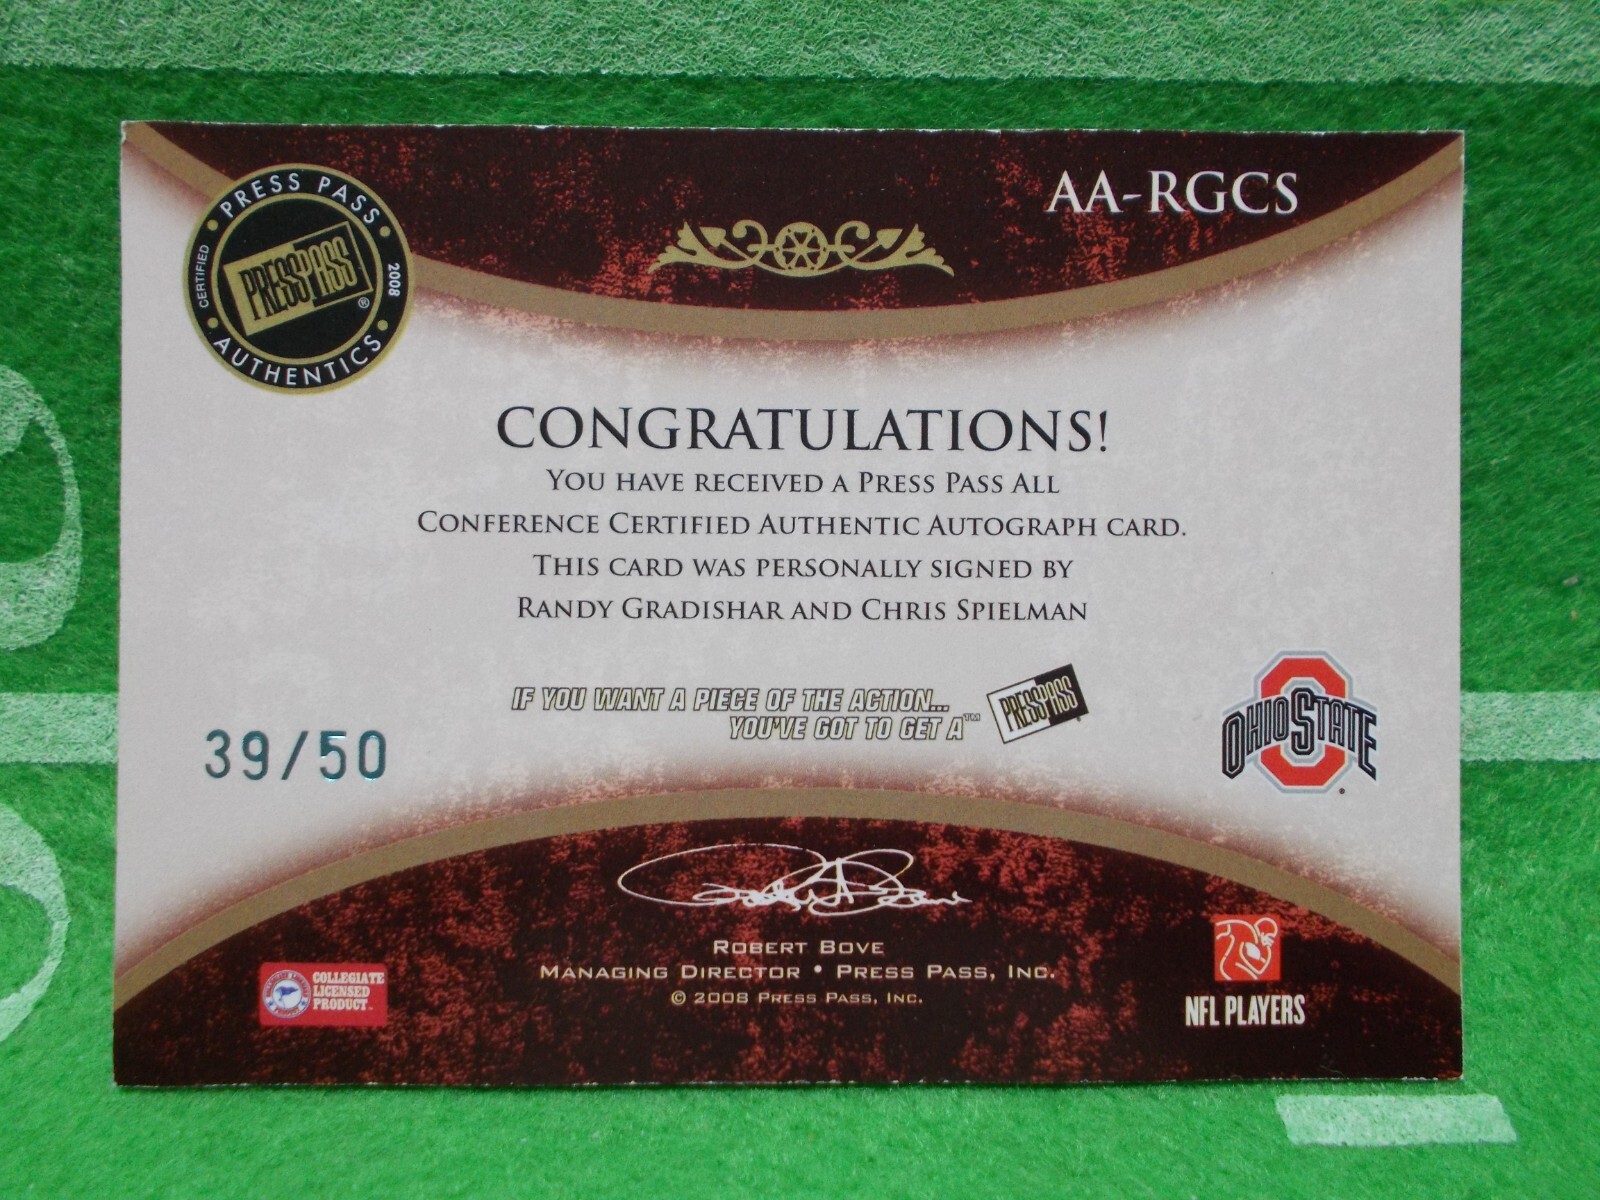 AA-RGCS
PRESS PASS
CERTIFIED
2008
PRESS PASS ®
AUTHENTICS
CONGRATULATIONS!
YOU HAVE RECEIVED A PRESS PASS ALL
CONFERENCE CERTIFIED AUTHENTIC AUTOGRAPH CARD.
THIS CARD WAS PERSONALLY SIGNED BY
RANDY GRADISHAR AND CHRIS SPIELMAN
IF YOU WANT A PIECE OF THE ACTION...
YOU'VE GOT TO GET A™
PRESS PASS
39/50
OHIO STATE
ROBERT BOVE
MANAGING DIRECTOR • PRESS PASS, INC.
© 2008 PRESS PASS, INC.
COLLEGIATE
LICENSED
PRODUCT
NFL PLAYERS